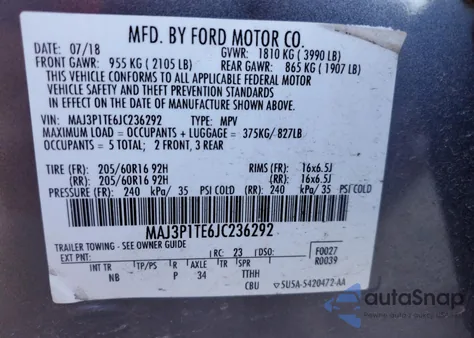 MFD. BY FORD MOTOR CO.
DATE: 07/18 GVWR: 1810 KG ( 3990 LB)
FRONT GAWR: 955 KG ( 2105 LB) REAR GAWR: 865 KG ( 1907 LB)
THIS VEHICLE CONFORMS TO ALL APPLICABLE FEDERAL MOTOR
VEHICLE SAFETY AND THEFT PREVENTION STANDARDS
IN EFFECT ON THE DATE OF MANUFACTURE SHOWN ABOVE.
VIN: MAJ3P1TE6JC236292 TYPE: MPV
MAXIMUM LOAD = OCCUPANTS + LUGGAGE = 375KG/ 827LB
OCCUPANTS = 5 TOTAL; 2 FRONT, 3 REAR
TIRE (FR): 205/60R16 92H RIMS (FR): 16x6.5J
(RR): 205/60R16 92H (RR): 16x6.5J
PRESSURE (FR): 240 kPa/ 35 PSI COLD (RR): 240 kPa/ 35 PSI COLD
MAJ3P1TE6JC236292
TRAILER TOWING - SEE OWNER GUIDE
EXT PNT: RC: 23 DSO: F0027
R0039
INT TR TP/PS R AXLE TR SPR
NB P 34 TTHH
CBU 5U5A-5420472-AA
autoSnap